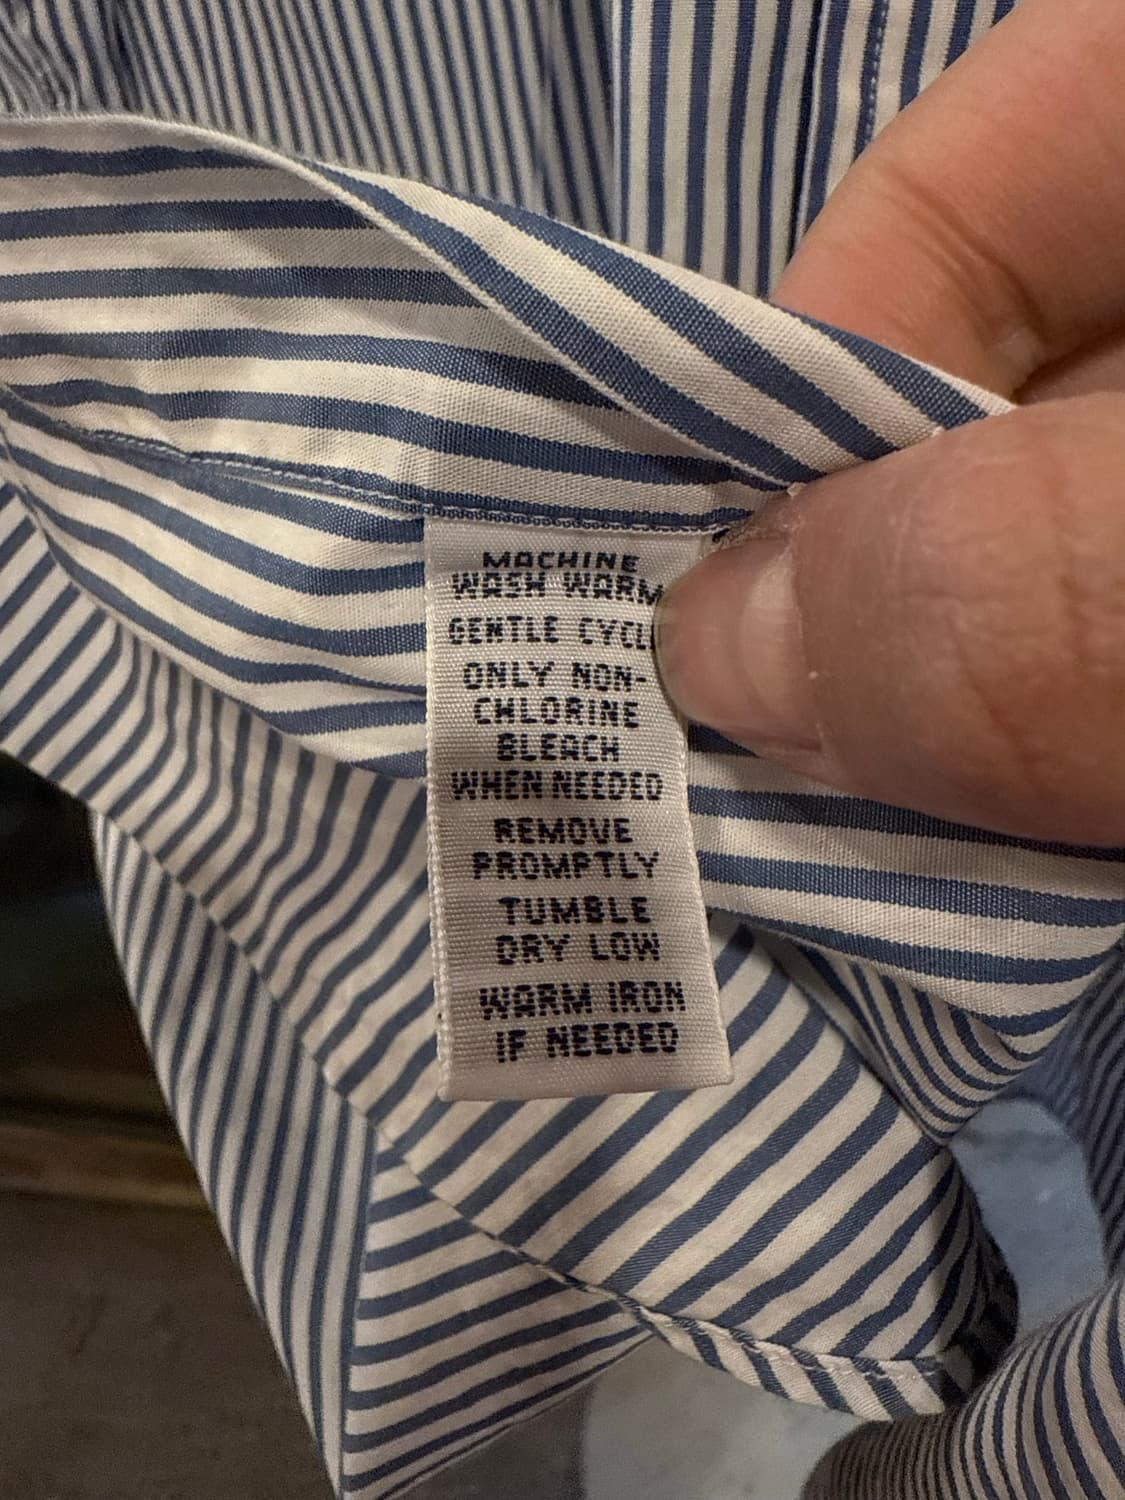 MACHINE
WASH WARM
GENTLE CYCL
ONLY NON-
CHLORINE
BLEACH
WHEN NEEDED
REMOVE
PROMPTLY
TUMBLE
DRY LOW
WARM IRON
IF NEEDED